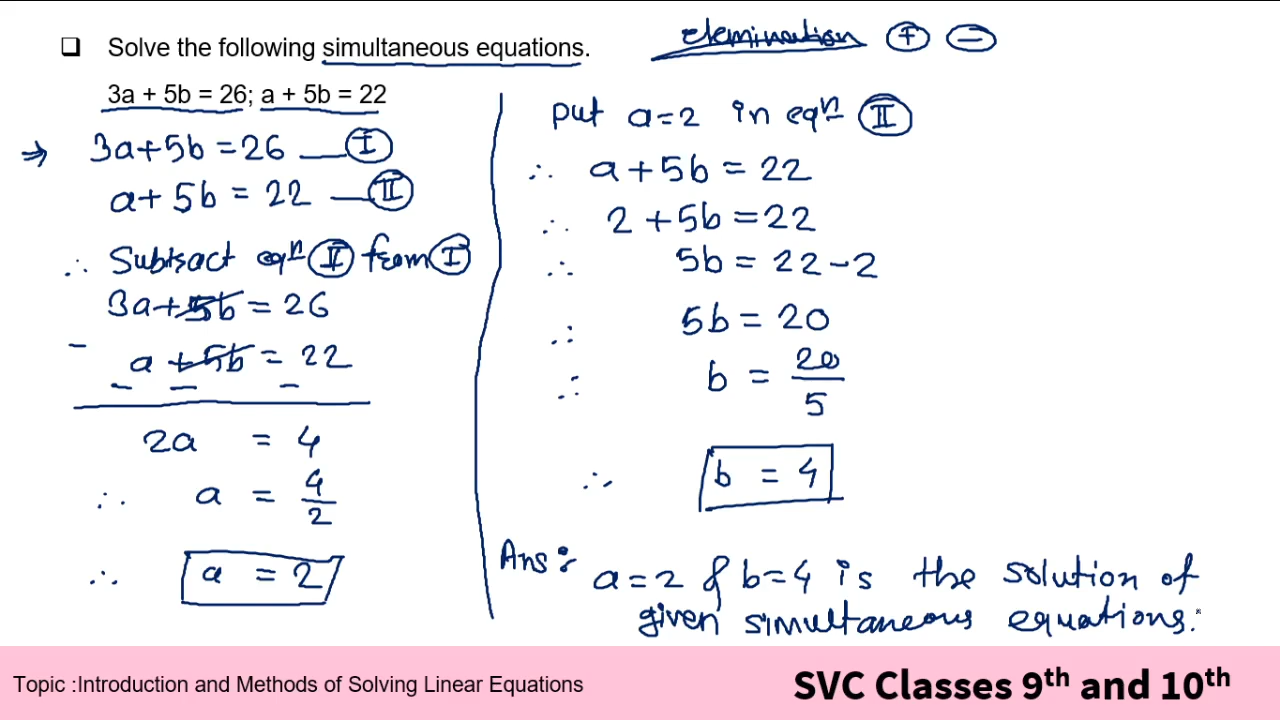 ❑ Solve the following simultaneous equations.
3a + 5b = 26; a + 5b = 22
⇒ 3a+5b = 26 — Ⅰ
a+ 5b = 22 — Ⅱ
∴ Subtract eqⁿ Ⅱ from Ⅰ
3a+5b = 26
- a +5b = 22
- - -
2a = 4
∴ a = 4/2
∴ a = 2
elemination + -
put a=2 in eqⁿ Ⅱ
∴ a + 5b = 22
∴ 2 + 5b = 22
∴ 5b = 22-2
∴ 5b = 20
∴ b = 20/5
∴ b = 4
Ans: a=2 & b=4 is the solution of
given simultaneous equations.
Topic :Introduction and Methods of Solving Linear Equations
SVC Classes 9th and 10th